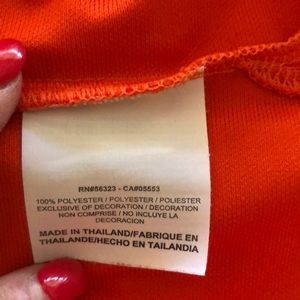 RN#56323 - CA#05553
100% POLYESTER / POLYESTER / POLIESTER
EXCLUSIVE OF DECORATION / DECORATION
NON COMPRISE / NO INCLUYE LA
DECORACION
MADE IN THAILAND/FABRIQUE EN
THAILANDE/HECHO EN TAILANDIA